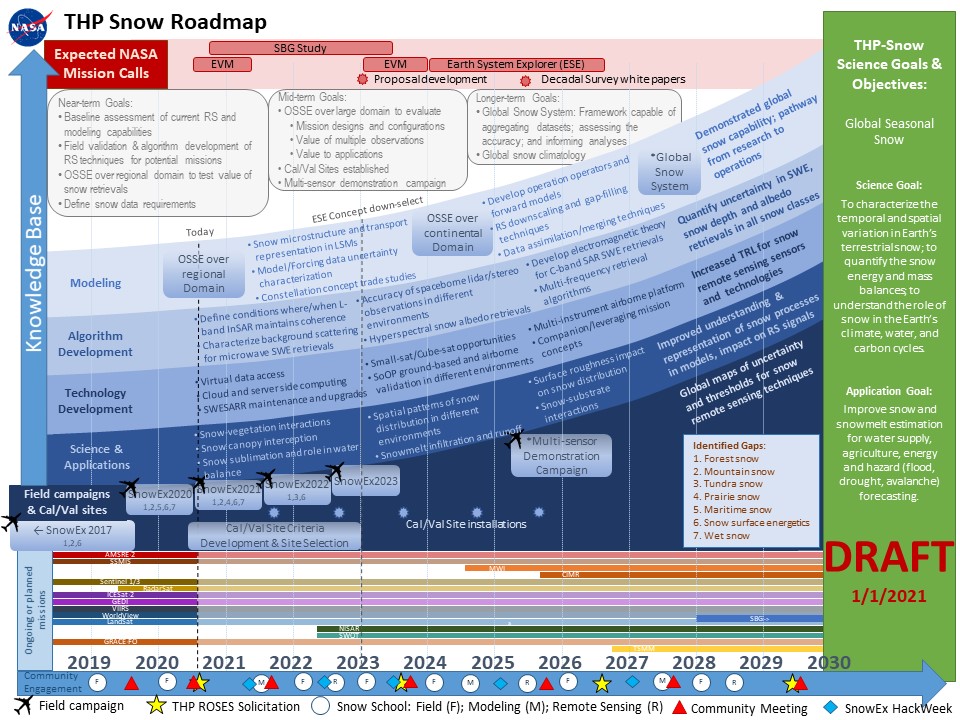 NASA
THP Snow Roadmap
Expected NASA
Mission Calls
SBG Study
EVM
EVM
Earth System Explorer (ESE)
Proposal development
Decadal Survey white papers
Near-term Goals:
• Baseline assessment of current RS and
modeling capabilities
• Field validation & algorithm development of
RS techniques for potential missions
• OSSE over regional domain to test value of
snow retrievals
• Define snow data requirements
Mid-term Goals:
• OSSE over large domain to evaluate
• Mission designs and configurations
• Value of multiple observations
• Value to applications
• Cal/Val Sites established
• Multi-sensor demonstration campaign
Longer-term Goals:
• Global Snow System: Framework capable of
aggregating datasets; assessing the
accuracy; and informing analyses
• Global snow climatology
Knowledge Base
Today
ESE Concept down-select
Modeling
OSSE over
regional
Domain
• Snow microstructure and transport
representation in LSMs
• Model/Forcing data uncertainty
characterization
• Constellation concept trade studies
OSSE over
continental
Domain
• Develop operation operators and
forward models
• RS downscaling and gap-filling
techniques
• Data assimilation/merging techniques
*Global
Snow
System
Demonstrated global
snow capability; pathway
from research to
operations
Algorithm
Development
• Define conditions where/when L-
band InSAR maintains coherence
• Characterize background scattering
for microwave SWE retrievals
• Accuracy of spaceborne lidar/stereo
observations in different
environments
• Hyperspectral snow albedo retrievals
• Develop electromagnetic theory
for C-band SAR SWE retrievals
• Multi-frequency retrieval
algorithms
Quantify uncertainty in SWE,
snow depth and albedo
retrievals in all snow classes
Technology
Development
• Virtual data access
• Cloud and server side computing
• SWESARR maintenance and upgrades
• Small-sat/Cube-sat opportunities
• SoOP ground-based and airborne
validation in different environments
• Multi-instrument airborne platform
• Companion/leveraging mission
concepts
Increased TRL for snow
remote sensing sensors
and technologies
Science &
Applications
• Snow-vegetation interactions
• Snow canopy interception
• Snow sublimation and role in water
balance
• Spatial patterns of snow
distribution in different
environments
• Snowmelt infiltration and runoff
• Surface roughness impact
on snow distribution
• Snow-substrate
interactions
Improved understanding &
representation of snow processes
in models, impact on RS signals
Global maps of uncertainty
and thresholds for snow
remote sensing techniques
Field campaigns
& Cal/Val sites
← SnowEx 2017
1,2,6
SnowEx2020
1,2,5,6,7
SnowEx2021
1,2,4,6,7
SnowEx2022
1,3,6
SnowEx2023
*Multi-sensor
Demonstration
Campaign
Cal/Val Site Criteria
Development & Site Selection
Cal/Val Site installations
Identified Gaps:
1. Forest snow
2. Mountain snow
3. Tundra snow
4. Prairie snow
5. Maritime snow
6. Snow surface energetics
7. Wet snow
Ongoing or planned
missions
AMSRE-2
SSMIS
MWI
CIMR
Sentinel 1/3
RadarSat
ICESat-2
GEDI
VIIRS
WorldView
LandSat
SBG->
NISAR
SWOT
GRACE-FO
TSMM
2019 2020 2021 2022 2023 2024 2025 2026 2027 2028 2029 2030
Community
Engagement
F F M F R F F M R F M F R
Field campaign
THP ROSES Solicitation
Snow School: Field (F); Modeling (M); Remote Sensing (R)
Community Meeting
SnowEx HackWeek
THP-Snow
Science Goals &
Objectives:
Global Seasonal
Snow
Science Goal:
To characterize the
temporal and spatial
variation in Earth's
terrestrial snow; to
quantify the snow
energy and mass
balances; to
understand the role of
snow in the Earth's
climate, water, and
carbon cycles.
Application Goal:
Improve snow and
snowmelt estimation
for water supply,
agriculture, energy
and hazard (flood,
drought, avalanche)
forecasting.
DRAFT
1/1/2021